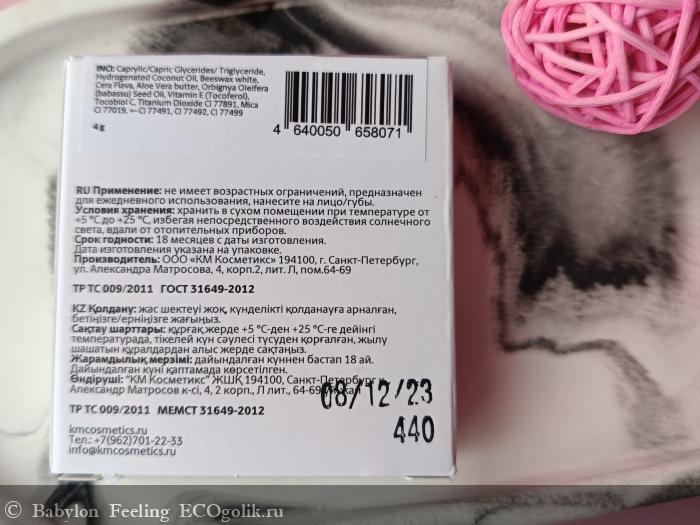 INCI: Caprylic/Capric Glycerides/ Triglyceride,
Hydrogenated Coconut Oil, Beeswax white,
Cera Flava, Aloe Vera butter, Orbignya Oleifera
(babassu) Seed Oil, Vitamin E (Tocoferol),
Tocobiol C, Titanium Dioxide CI 77891, Mica
CI 77019, +- CI 77491, CI 77492, CI 77499
4 g
4 640050 658071
RU Применение: не имеет возрастных ограничений, предназначен
для ежедневного использования, нанесите на лицо/губы.
Условия хранения: хранить в сухом помещении при температуре от
+5 °C до +25 °C, избегая непосредственного воздействия солнечного
света, вдали от отопительных приборов.
Срок годности: 18 месяцев с даты изготовления.
Дата изготовления указана на упаковке.
Производитель: ООО «КМ Косметикс» 194100, г. Санкт-Петербург,
ул. Александра Матросова, 4, корп.2, лит. Л, пом.64-69
ТР ТС 009/2011 ГОСТ 31649-2012
KZ Қолдану: жас шектеуі жоқ, күнделікті қолдануға арналған,
бетіңізге/ерніңізге жағыңыз.
Сақтау шарттары: құрғақ жерде +5 °C-ден +25 °C-ге дейінгі
температурада, тікелей күн сәулесі түсуден қорғалған, жылу
шашатын құралдардан алыс жерде сақтаңыз.
Жарамдылық мерзімі: дайындалған күннен бастап 18 ай.
Дайындалған күні қаптамада көрсетілген.
Өндіруші: "КМ Косметикс" ЖШҚ 194100, Санкт-Петербург қ.
Александр Матросов к-сі, 4, 2 корп., Л лит., 64-69
08/12/23
ТР ТС 009/2011 МЕМСТ 31649-2012
440
kmcosmetics.ru
Тел.: +7(962)701-22-33
info@kmcosmetics.ru
© Babylon Feeling ECOgolik.ru